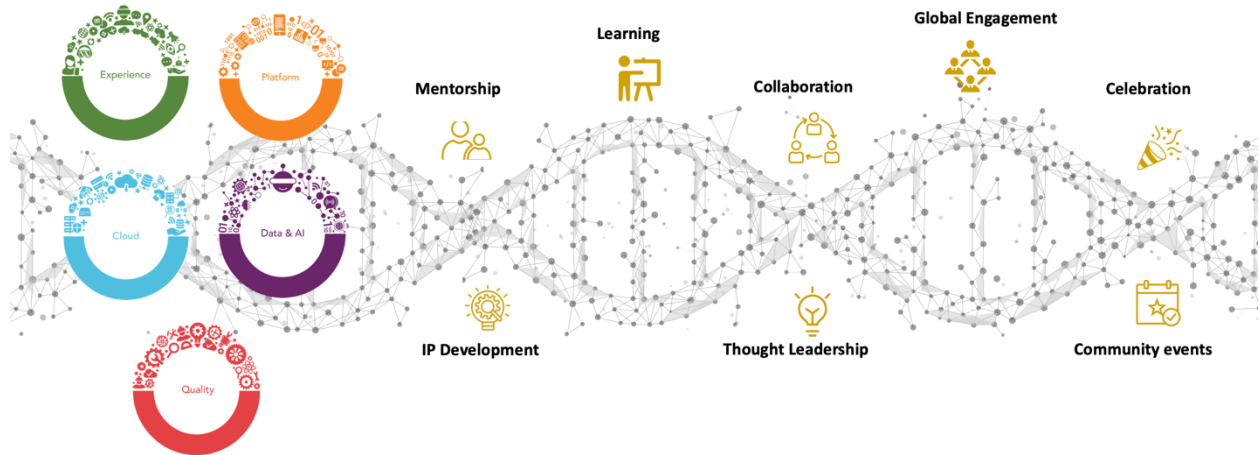 Experience
Platform
Cloud
Data & AI
Quality
Mentorship
Learning
Collaboration
Global Engagement
Celebration
IP Development
Thought Leadership
Community events